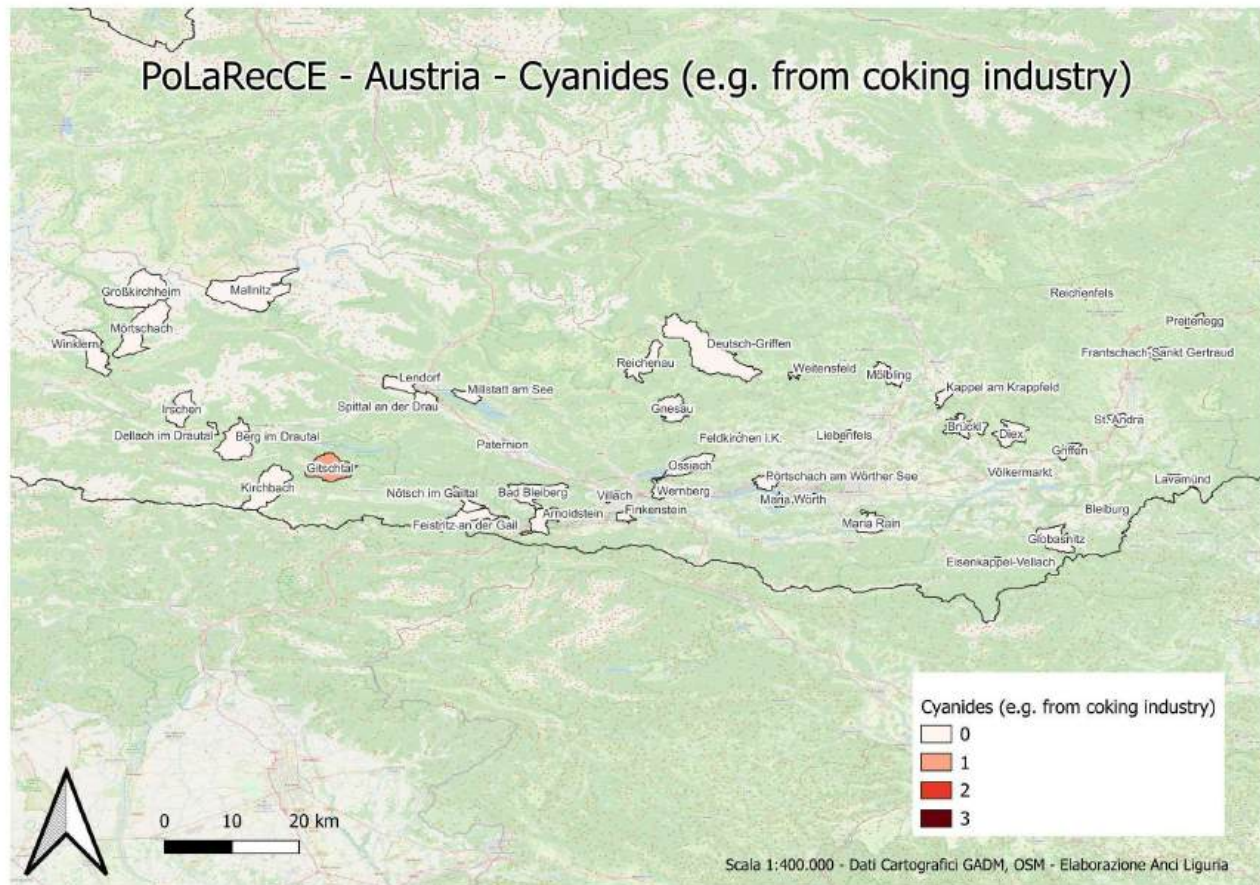 PoLaRecCE - Austria - Cyanides (e.g. from coking industry)
Großkirchheim
Mallnitz
Reichenfels
Mörtschach
Preitenegg
Winklern
Deutsch-Griffen
Frantschach-Sankt Gertraud
Reichenau
Weitensfeld
Mölbling
Lendorf
Millstatt am See
Kappel am Krappfeld
Spittal an der Drau
Irschen
Gnesau
St. Andrä
Dellach im Drautal
Berg im Drautal
Feldkirchen i.K.
Liebenfels
Brückl
Diex
Paternion
Griffen
Gitschtal
Ossiach
Völkermarkt
Pörtschach am Wörther See
Lavamünd
Kirchbach
Nötsch im Gailtal
Bad Bleiberg
Villach
Wernberg
Maria Wörth
Feistritz an der Gail
Arnoldstein
Finkenstein
Maria Rain
Bleiburg
Globasnitz
Eisenkappel-Vellach
Cyanides (e.g. from coking industry)
0
1
2
3
0 10 20 km
Scala 1:400.000 - Dati Cartografici GADM, OSM - Elaborazione Anci Liguria